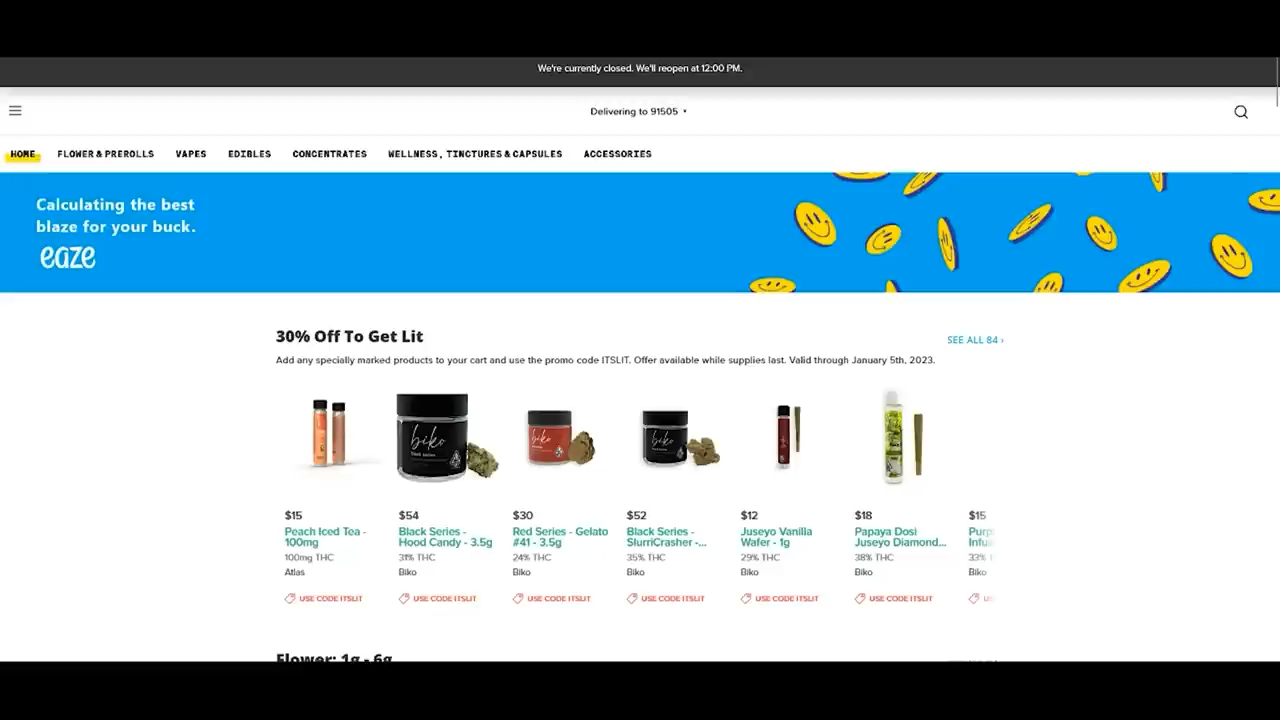 We're currently closed. We'll reopen at 12:00 PM.
Delivering to 91505
HOME FLOWER & PREROLLS VAPES EDIBLES CONCENTRATES WELLNESS, TINCTURES & CAPSULES ACCESSORIES
Calculating the best
blaze for your buck.
eaze
30% Off To Get Lit
SEE ALL 84 ›
Add any specially marked products to your cart and use the promo code ITSLIT. Offer available while supplies last. Valid through January 5th, 2023.
biko
biko
biko
$15 $54 $30 $52 $12 $18 $15
Peach Iced Tea - Black Series - Red Series - Gelato Black Series - Juseyo Vanilla Papaya Dosi
100mg Hood Candy - 3.5g #41 - 3.5g SlurriCrasher -... Wafer - 1g Juseyo Diamond...
100mg THC 31% THC 24% THC 35% THC 29% THC 38% THC 33%
Atlas Biko Biko Biko Biko Biko Biko
USE CODE ITSLIT USE CODE ITSLIT USE CODE ITSLIT USE CODE ITSLIT USE CODE ITSLIT USE CODE ITSLIT
Flower: 1g - 6g